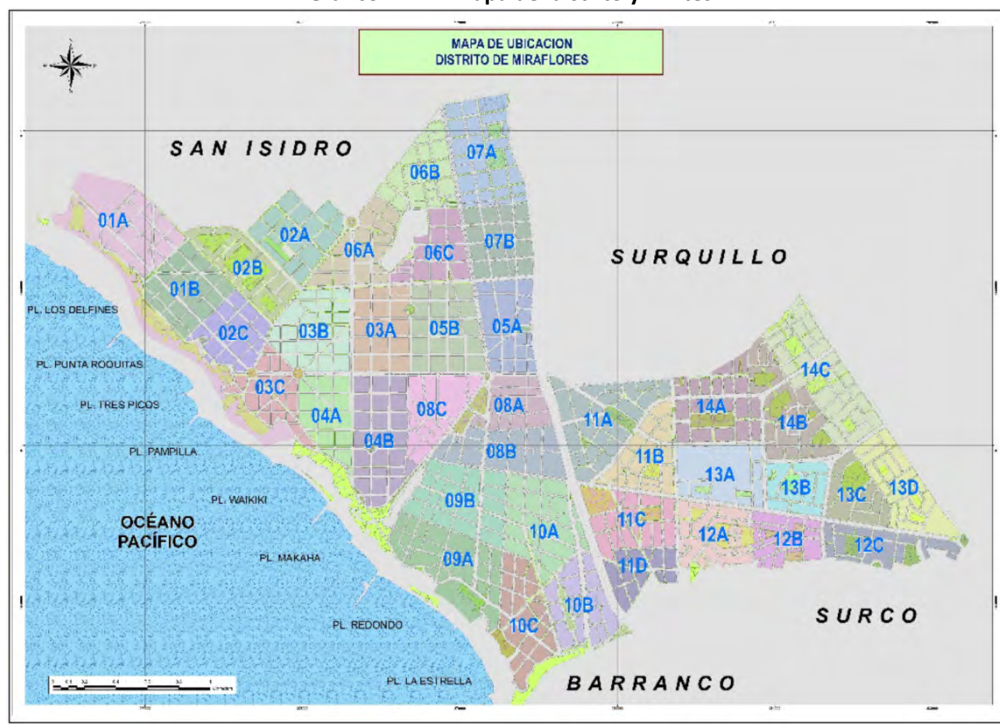 MAPA DE UBICACION
DISTRITO DE MIRAFLORES
SAN ISIDRO
07A
06B
01A
02A
06A
06C
07B
SURQUILLO
02B
01B
PL. LOS DELFINES
02C
03B
03A
05B
05A
PL. PUNTA ROQUITAS
14C
03C
PL. TRES PICOS
04A
08C
08A
11A
14A
14B
04B
PL. PAMPILLA
08B
11B
13A
13B
13C
13D
PL. WAIKIKI
09B
OCÉANO
PACÍFICO
10A
11C
12A
12B
12C
PL. MAKAHA
09A
11D
10B
PL. REDONDO
10C
SURCO
PL. LA ESTRELLA
BARRANCO